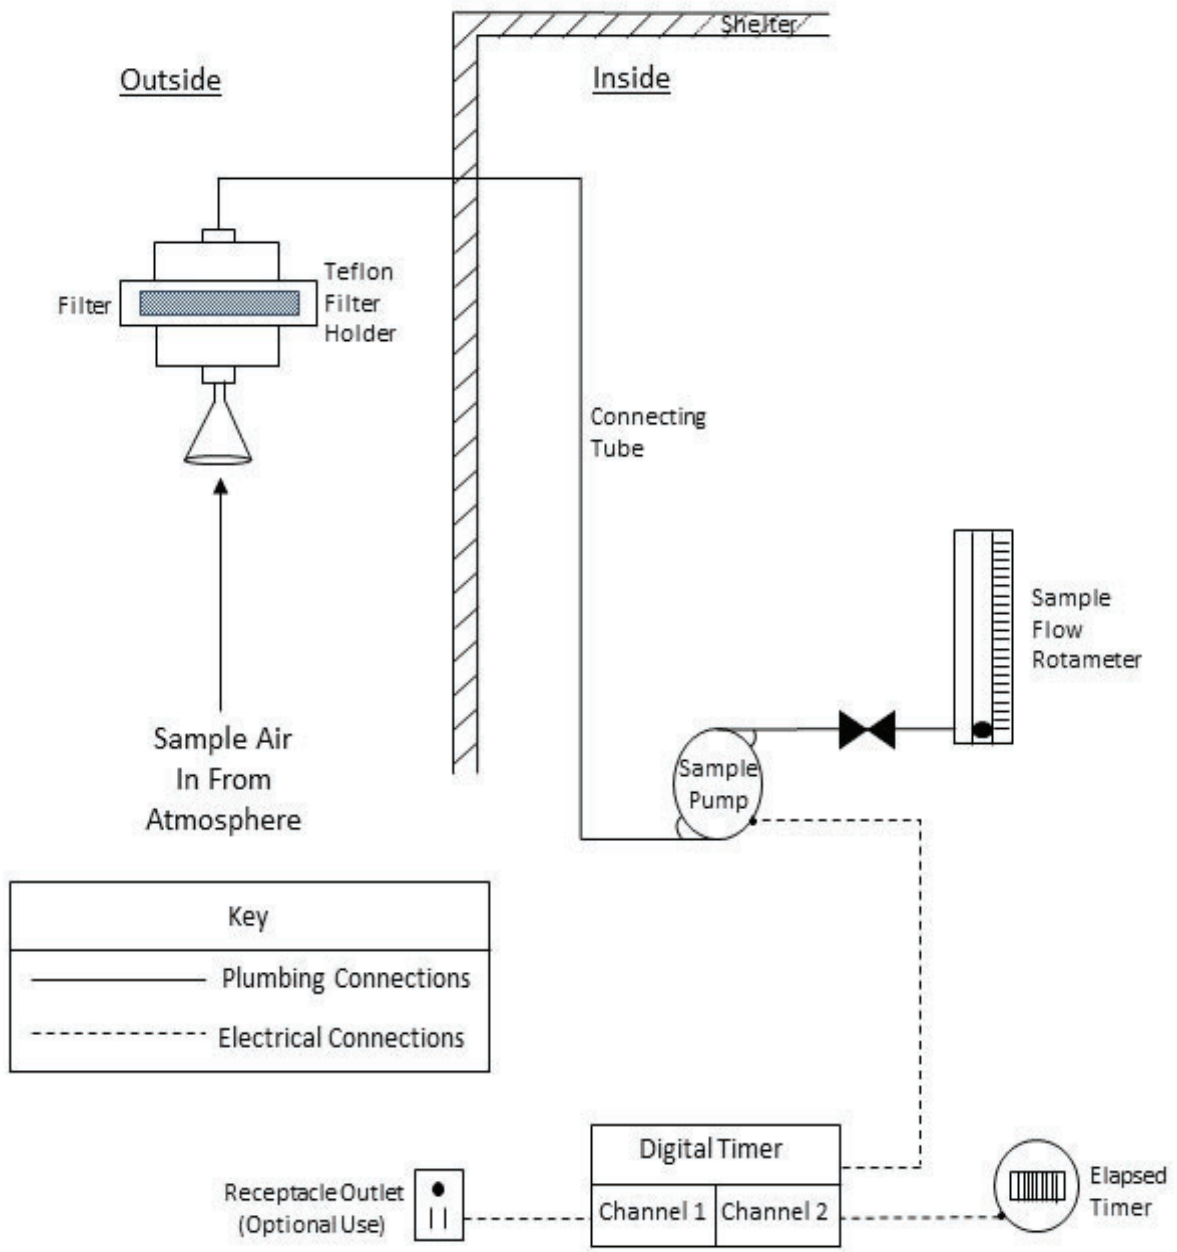 Shelter
Outside
Inside
Teflon
Filter
Holder
Filter
Connecting
Tube
Sample
Flow
Rotameter
Sample Air
In From
Atmosphere
Sample
Pump
Key
Plumbing Connections
Electrical Connections
Digital Timer
Channel 1
Channel 2
Receptacle Outlet
(Optional Use)
Elapsed
Timer